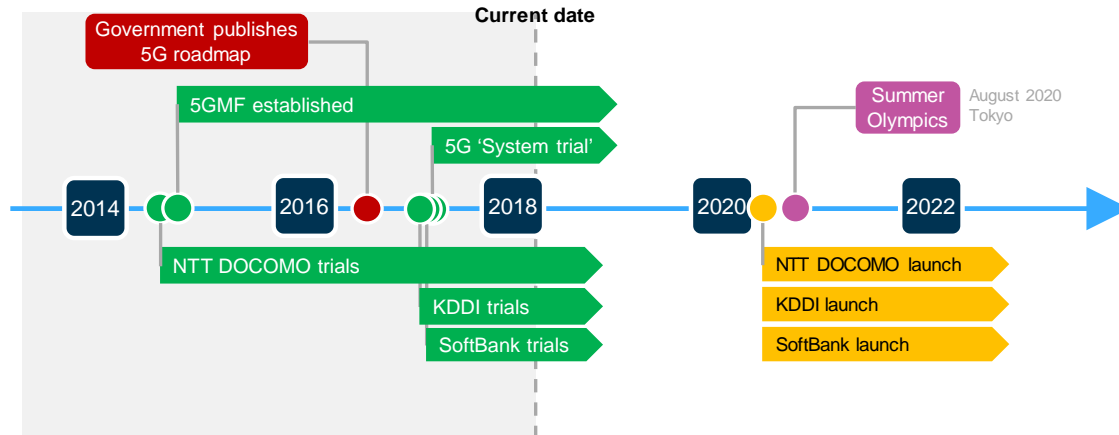 Current date
Government publishes
5G roadmap
5GMF established
Summer
Olympics
August 2020
Tokyo
5G ‘System trial’
2014
2016
2018
2020
2022
NTT DOCOMO trials
NTT DOCOMO launch
KDDI trials
KDDI launch
SoftBank trials
SoftBank launch